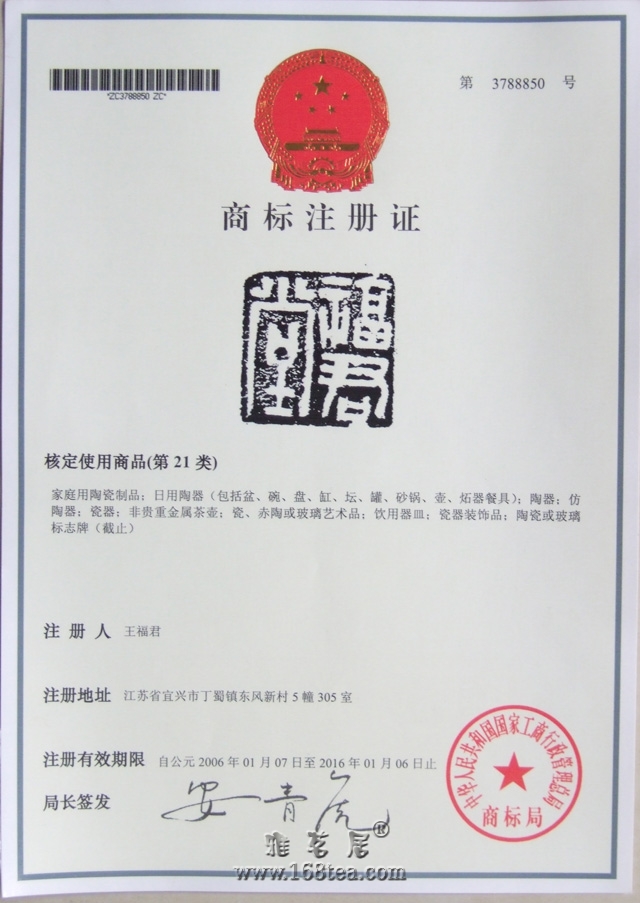 *ZC3788850 ZC*
第 3788850 号
商标注册证
福君堂
核定使用商品(第 21 类)
家庭用陶瓷制品；日用陶器（包括盆、碗、盘、缸、坛、罐、砂锅、壶、炻器餐具）；陶器；仿
陶器；瓷器；非贵重金属茶壶；瓷、赤陶或玻璃艺术品；饮用器皿；瓷器装饰品；陶瓷或玻璃
标志牌（截止）
注册人 王福君
注册地址 江苏省宜兴市丁蜀镇东风新村 5 幢 305 室
注册有效期限 自公元 2006 年 01 月 07 日至 2016 年 01 月 06 日止
局长签发 安青虎
中华人民共和国国家工商行政管理总局
商标局
雅茗居®
www.168tea.com